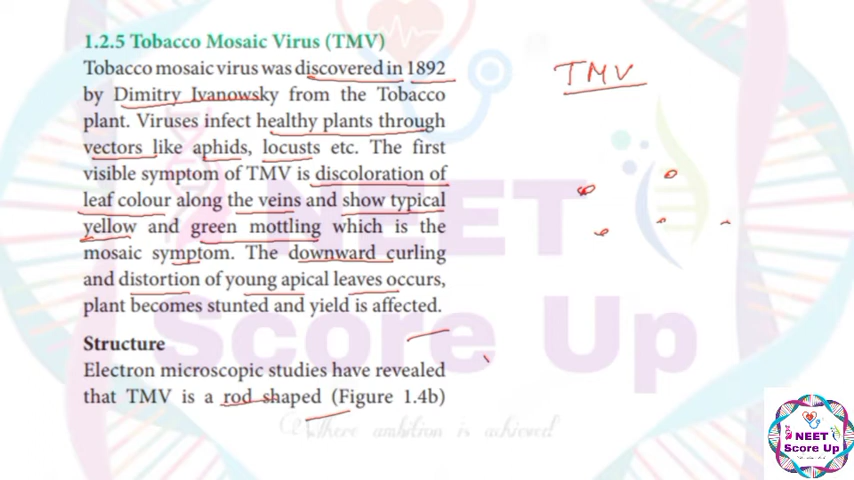 1.2.5 Tobacco Mosaic Virus (TMV)
Tobacco mosaic virus was discovered in 1892
by Dimitry Ivanowsky from the Tobacco
plant. Viruses infect healthy plants through
vectors like aphids, locusts etc. The first
visible symptom of TMV is discoloration of
leaf colour along the veins and show typical
yellow and green mottling which is the
mosaic symptom. The downward curling
and distortion of young apical leaves occurs,
plant becomes stunted and yield is affected.
Structure
Electron microscopic studies have revealed
that TMV is a rod shaped (Figure 1.4b)
TMV
NEET
Score Up
Where ambition is achieved
NEET
Score Up